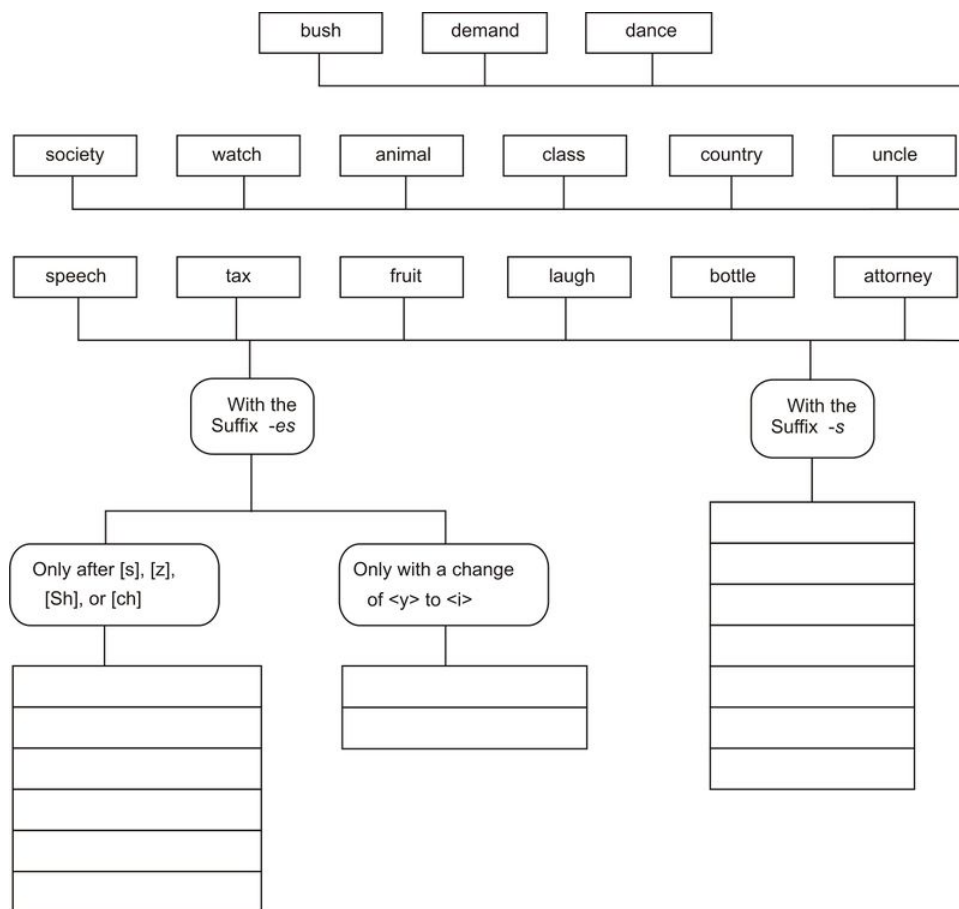 bush demand dance
society watch animal class country uncle
speech tax fruit laugh bottle attorney
With the
Suffix -es
With the
Suffix -s
Only after [s], [z],
[Sh], or [ch]
Only with a change
of <y> to <i>